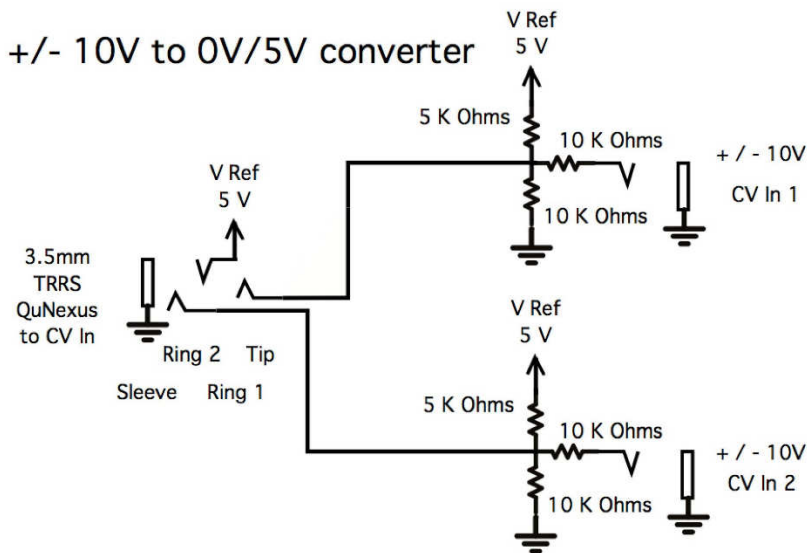 +/- 10V to 0V/5V converter
V Ref
5 V
5 K Ohms
10 K Ohms
10 K Ohms
+ / - 10V
CV In 1
V Ref
5 V
3.5mm
TRRS
QuNexus
to CV In
Ring 2 Tip
Sleeve Ring 1
V Ref
5 V
5 K Ohms
10 K Ohms
10 K Ohms
+ / - 10V
CV In 2